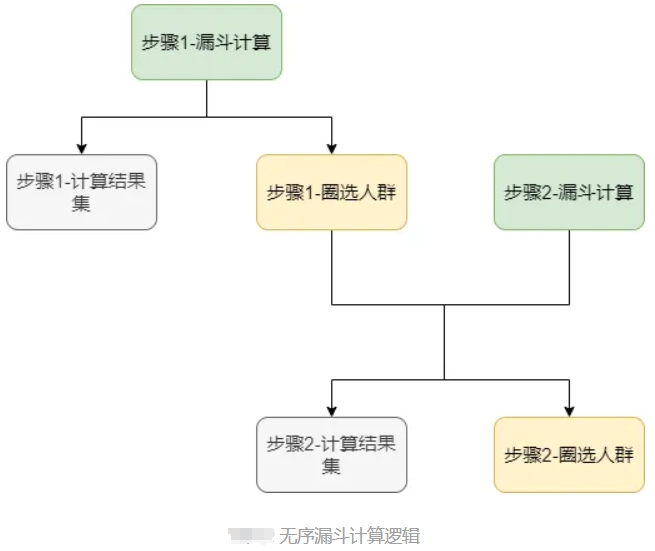 步骤1-漏斗计算
步骤1-计算结果
集
步骤1-圈选人群
步骤2-漏斗计算
步骤2-计算结果
集
步骤2-圈选人群
无序漏斗计算逻辑